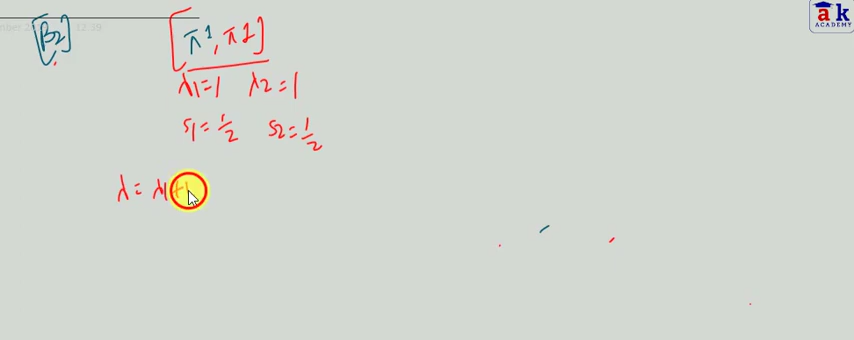 [B2] [π¹, π1]
λ1=1 λ2=1
s1=1/2 s2=1/2
λ= λ1+
ak
ACADEMY